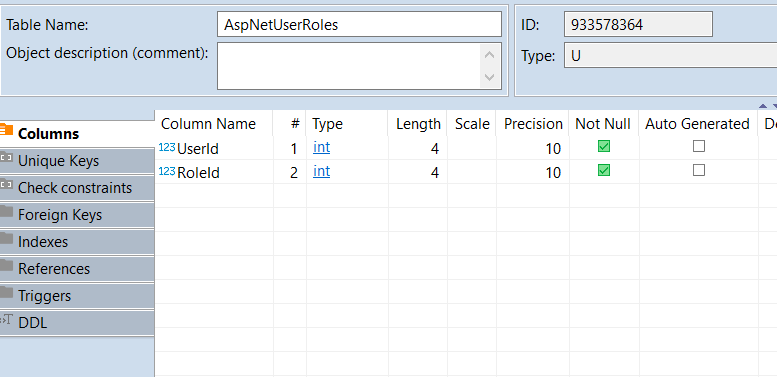 Table Name: AspNetUserRoles ID: 933578364
Object description (comment): Type: U
Columns
Unique Keys
Check constraints
Foreign Keys
Indexes
References
Triggers
DDL
Column Name # Type Length Scale Precision Not Null Auto Generated
123 UserId 1 int 4 10
123 RoleId 2 int 4 10